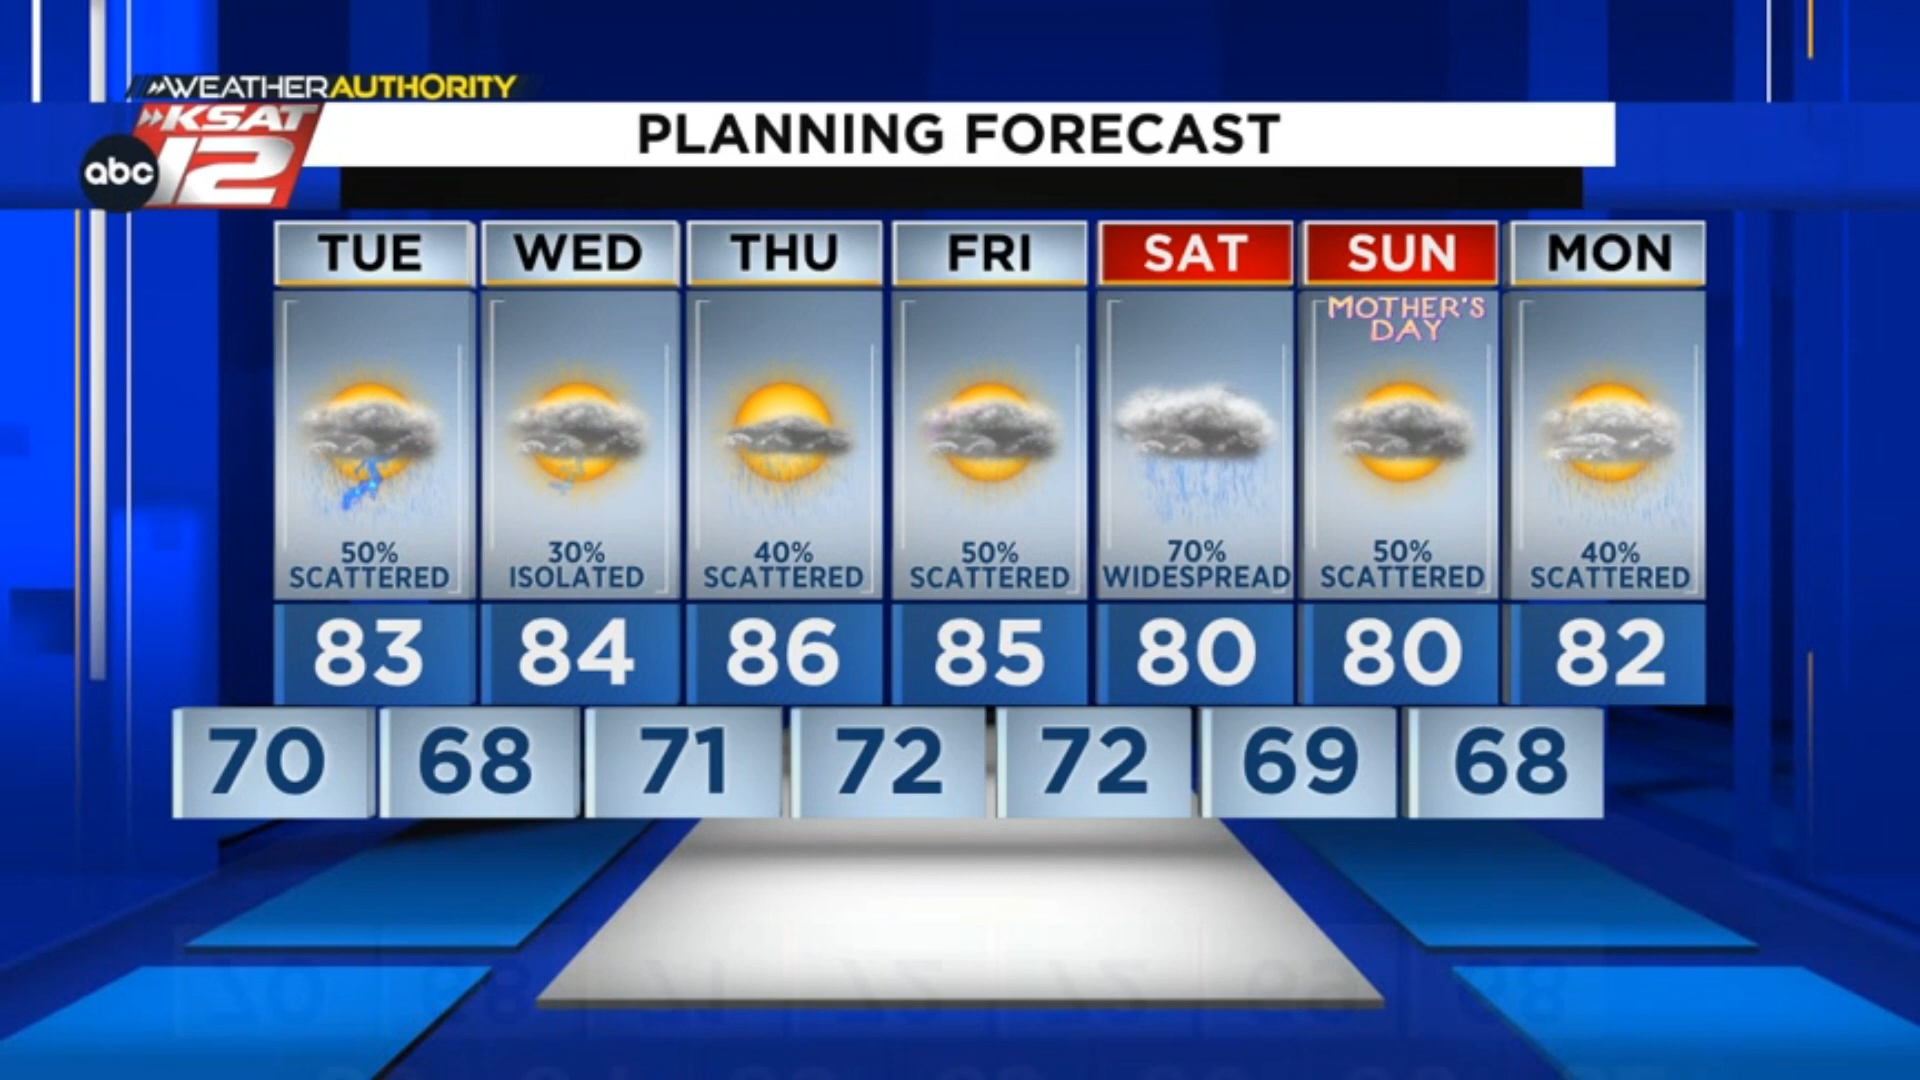 WEATHERAUTHORITY
KSAT
abc 12
PLANNING FORECAST
TUE WED THU FRI SAT SUN MON
MOTHER'S
DAY
50% 30% 40% 50% 70% 50% 40%
SCATTERED ISOLATED SCATTERED SCATTERED WIDESPREAD SCATTERED SCATTERED
83 84 86 85 80 80 82
70 68 71 72 72 69 68